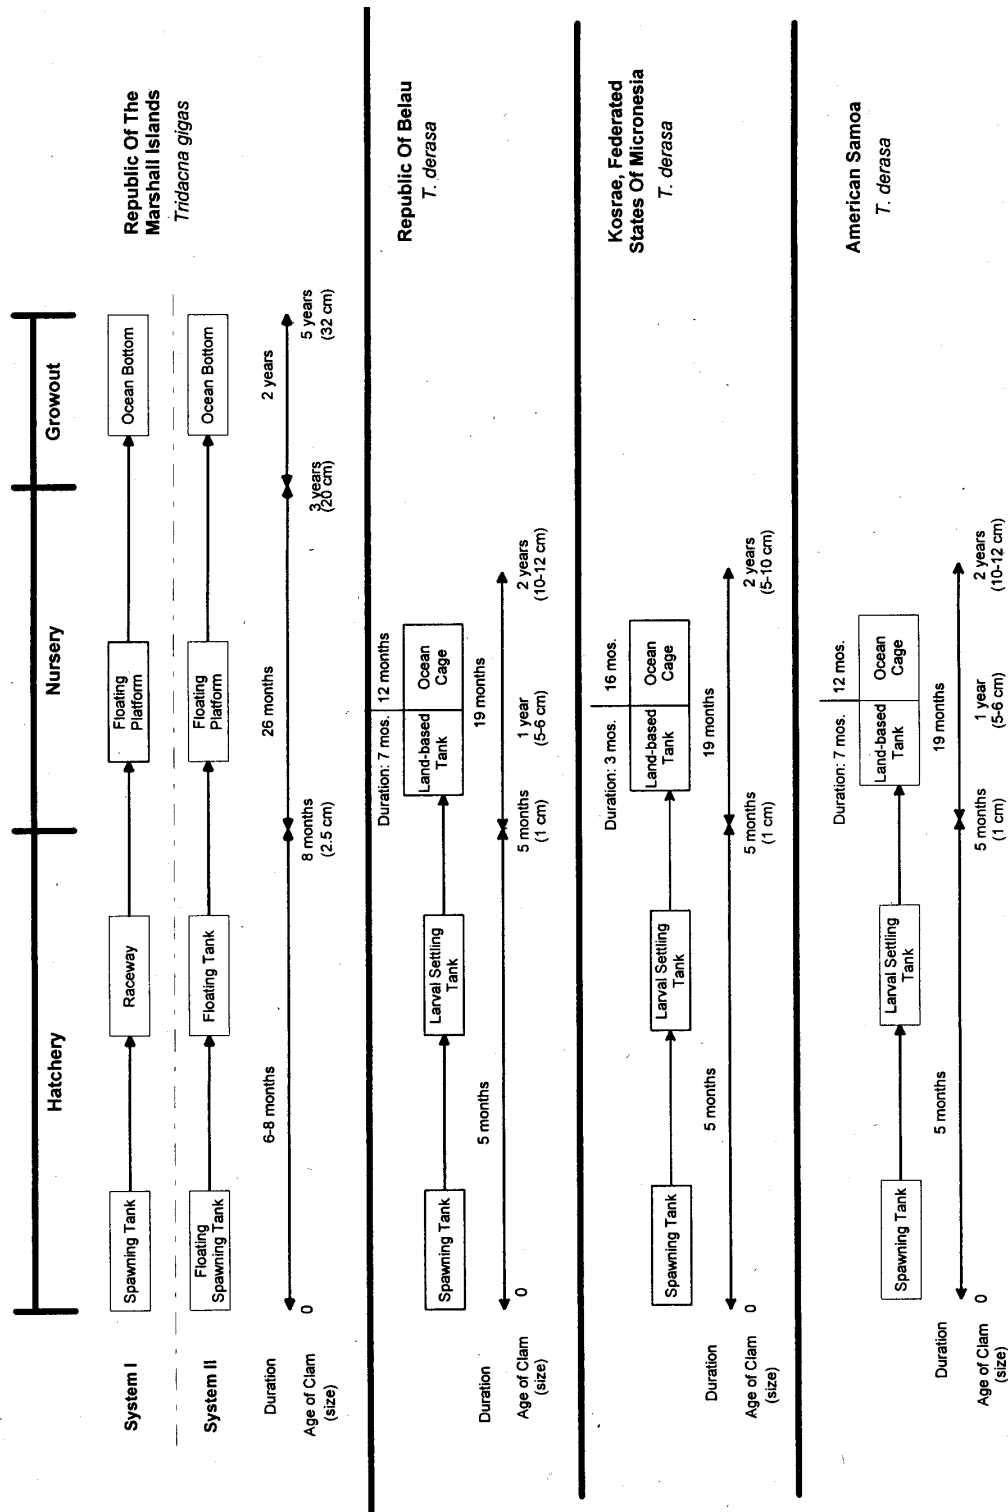 Hatchery
Nursery
Growout
Republic Of The
Marshall Islands
Tridacna gigas
System I
Spawning Tank
Raceway
Floating
Platform
Ocean Bottom
System II
Floating
Spawning Tank
Floating Tank
Floating
Platform
Ocean Bottom
Duration
6-8 months
26 months
2 years
Age of Clam
(size)
0
8 months
(2.5 cm)
3 years
(20 cm)
5 years
(32 cm)
Republic Of Belau
T. derasa
Duration: 7 mos.
12 months
Spawning Tank
Larval Settling
Tank
Land-based
Tank
Ocean
Cage
Duration
5 months
19 months
Age of Clam
(size)
0
5 months
(1 cm)
1 year
(5-6 cm)
2 years
(10-12 cm)
Kosrae, Federated
States Of Micronesia
T. derasa
Duration: 3 mos.
16 mos.
Spawning Tank
Larval Settling
Tank
Land-based
Tank
Ocean
Cage
Duration
5 months
19 months
Age of Clam
(size)
0
5 months
(1 cm)
2 years
(5-10 cm)
American Samoa
T. derasa
Duration: 7 mos.
12 mos.
Spawning Tank
Larval Settling
Tank
Land-based
Tank
Ocean
Cage
Duration
5 months
19 months
Age of Clam
(size)
0
5 months
(1 cm)
1 year
(5-6 cm)
2 years
(10-12 cm)